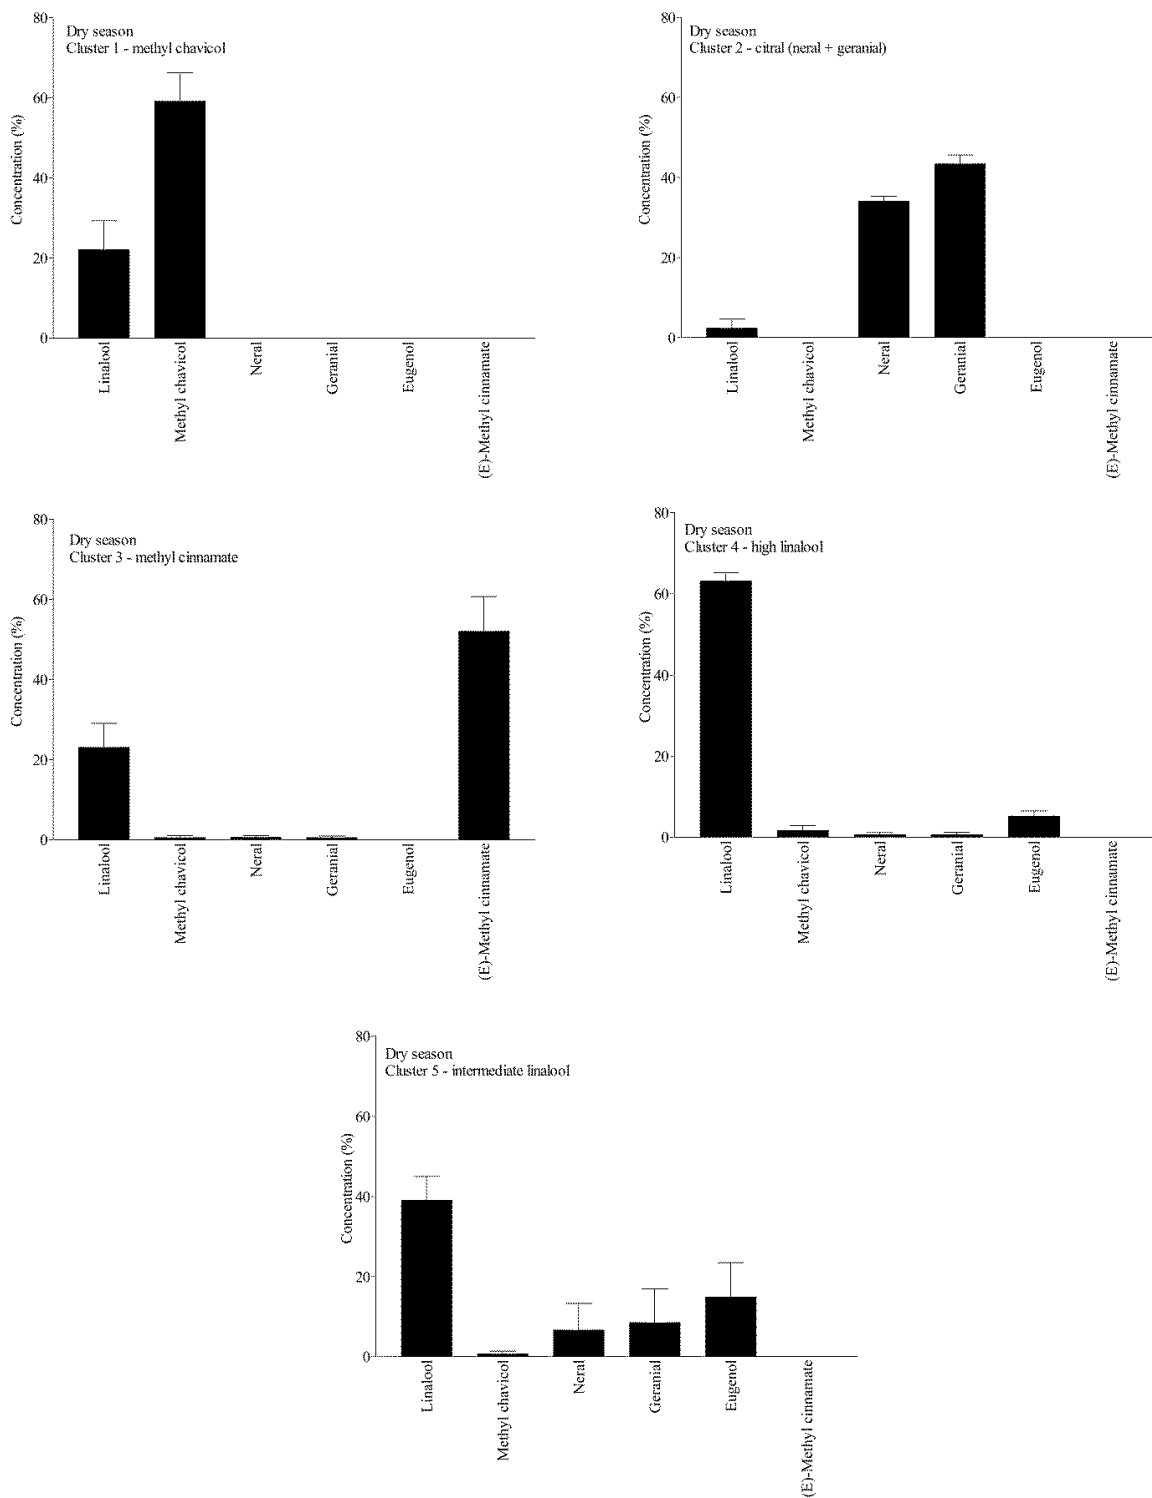 Dry season
Cluster 1 - methyl chavicol
Concentration (%)
80
60
40
20
0
Linalool
Methyl chavicol
Neral
Geranial
Eugenol
(E)-Methyl cinnamate
Dry season
Cluster 2 - citral (neral + geranial)
Concentration (%)
80
60
40
20
0
Linalool
Methyl chavicol
Neral
Geranial
Eugenol
(E)-Methyl cinnamate
Dry season
Cluster 3 - methyl cinnamate
Concentration (%)
80
60
40
20
0
Linalool
Methyl chavicol
Neral
Geranial
Eugenol
(E)-Methyl cinnamate
Dry season
Cluster 4 - high linalool
Concentration (%)
80
60
40
20
0
Linalool
Methyl chavicol
Neral
Geranial
Eugenol
(E)-Methyl cinnamate
Dry season
Cluster 5 - intermediate linalool
Concentration (%)
80
60
40
20
0
Linalool
Methyl chavicol
Neral
Geranial
Eugenol
(E)-Methyl cinnamate